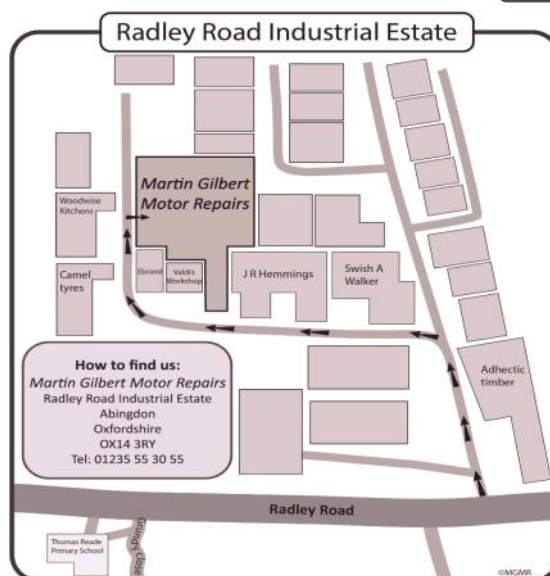 Radley Road Industrial Estate
Martin Gilbert
Motor Repairs
Woodwise
Kitchens
Camel
tyres
Ebrand
Valdi's
Workshop
J R Hemmings
Swish A
Walker
Adhectic
timber
How to find us:
Martin Gilbert Motor Repairs
Radley Road Industrial Estate
Abingdon
Oxfordshire
OX14 3RY
Tel: 01235 55 30 55
Radley Road
Thomas Reade
Primary School
Grundy Close
©MGMR